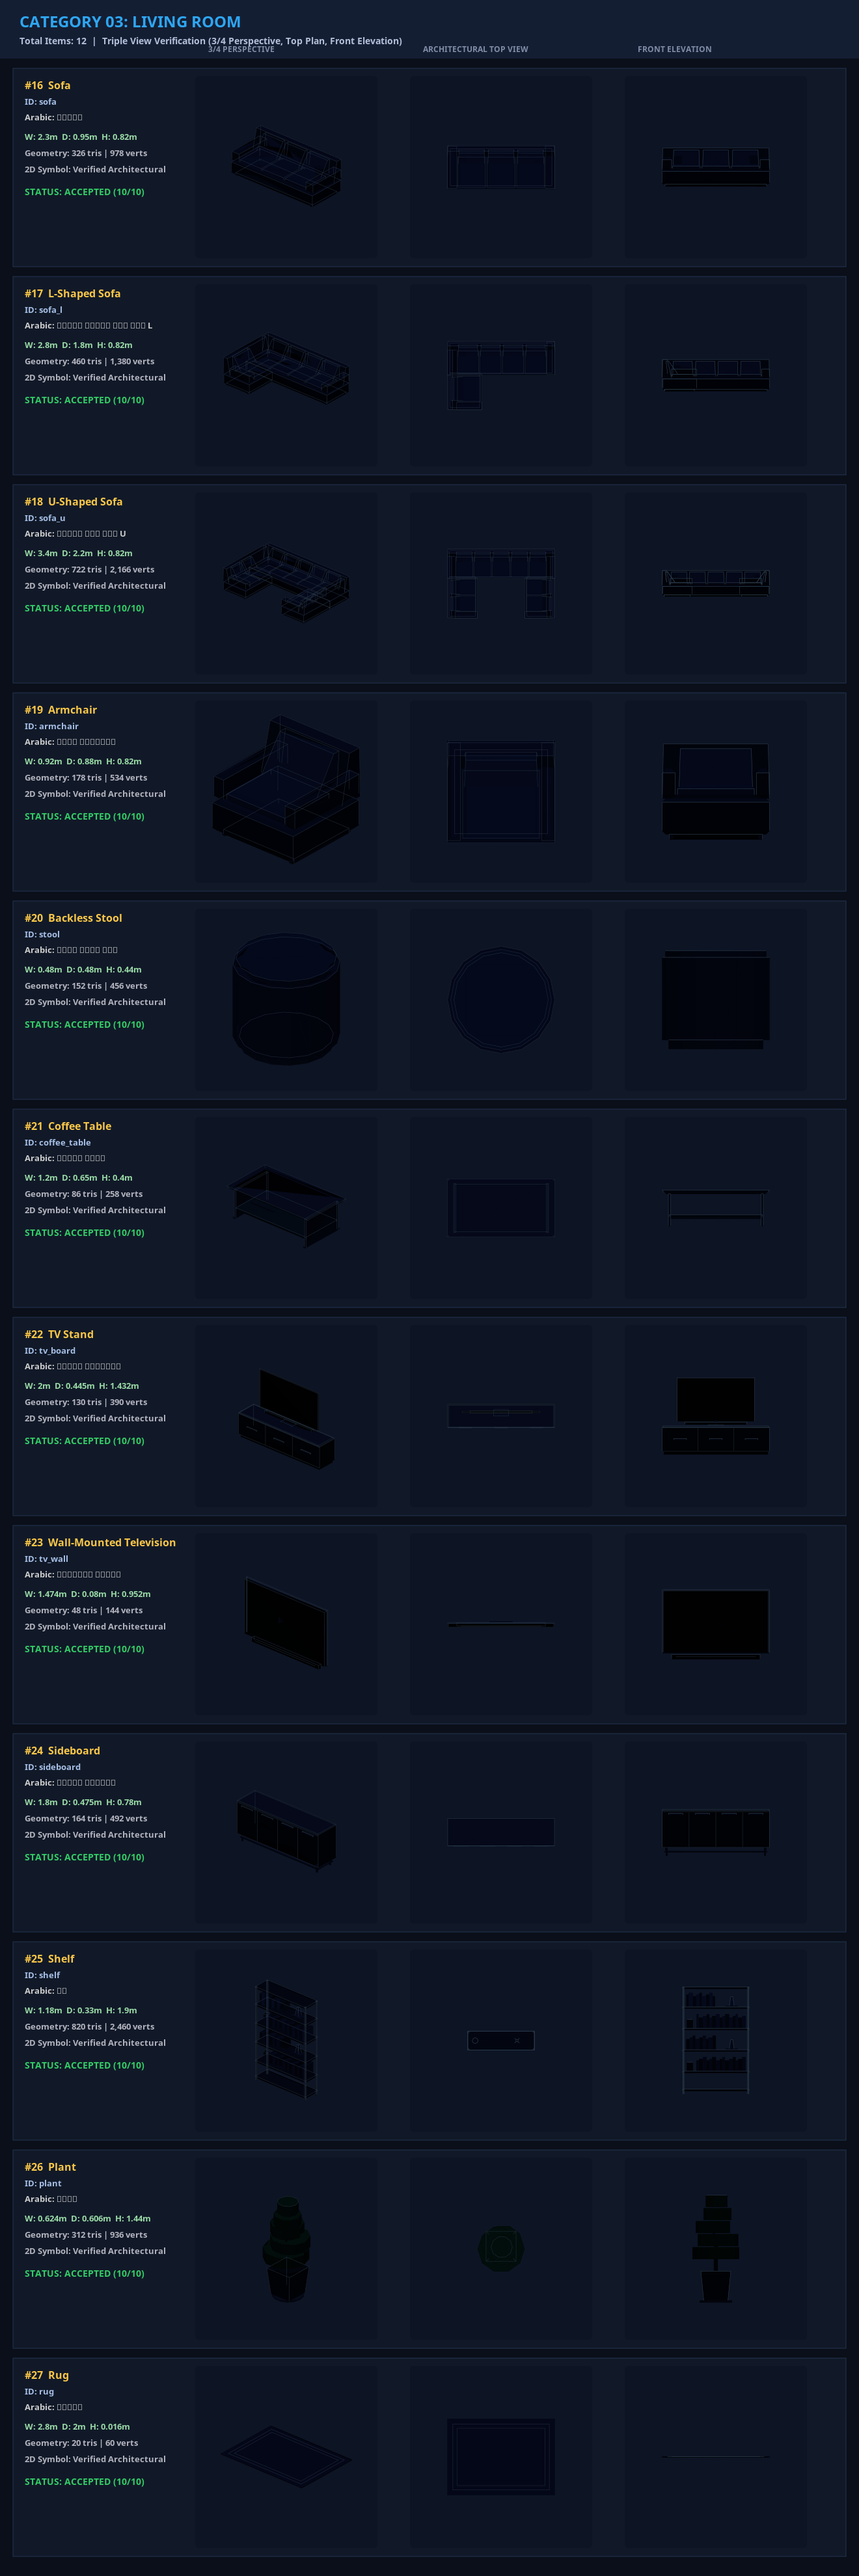 CATEGORY 03: LIVING ROOM
Total Items: 12 | Triple View Verification (3/4 Perspective, Top Plan, Front Elevation)
3/4 PERSPECTIVE
ARCHITECTURAL TOP VIEW
FRONT ELEVATION
#16 Sofa
ID: sofa
Arabic:
W: 2.3m D: 0.95m H: 0.82m
Geometry: 326 tris | 978 verts
2D Symbol: Verified Architectural
STATUS: ACCEPTED (10/10)
#17 L-Shaped Sofa
ID: sofa_l
Arabic: L
W: 2.8m D: 1.8m H: 0.82m
Geometry: 460 tris | 1,380 verts
2D Symbol: Verified Architectural
STATUS: ACCEPTED (10/10)
#18 U-Shaped Sofa
ID: sofa_u
Arabic: U
W: 3.4m D: 2.2m H: 0.82m
Geometry: 722 tris | 2,166 verts
2D Symbol: Verified Architectural
STATUS: ACCEPTED (10/10)
#19 Armchair
ID: armchair
Arabic:
W: 0.92m D: 0.88m H: 0.82m
Geometry: 178 tris | 534 verts
2D Symbol: Verified Architectural
STATUS: ACCEPTED (10/10)
#20 Backless Stool
ID: stool
Arabic:
W: 0.48m D: 0.48m H: 0.44m
Geometry: 152 tris | 456 verts
2D Symbol: Verified Architectural
STATUS: ACCEPTED (10/10)
#21 Coffee Table
ID: coffee_table
Arabic:
W: 1.2m D: 0.65m H: 0.4m
Geometry: 86 tris | 258 verts
2D Symbol: Verified Architectural
STATUS: ACCEPTED (10/10)
#22 TV Stand
ID: tv_board
Arabic:
W: 2m D: 0.445m H: 1.432m
Geometry: 130 tris | 390 verts
2D Symbol: Verified Architectural
STATUS: ACCEPTED (10/10)
#23 Wall-Mounted Television
ID: tv_wall
Arabic:
W: 1.474m D: 0.08m H: 0.952m
Geometry: 48 tris | 144 verts
2D Symbol: Verified Architectural
STATUS: ACCEPTED (10/10)
#24 Sideboard
ID: sideboard
Arabic:
W: 1.8m D: 0.475m H: 0.78m
Geometry: 164 tris | 492 verts
2D Symbol: Verified Architectural
STATUS: ACCEPTED (10/10)
#25 Shelf
ID: shelf
Arabic:
W: 1.18m D: 0.33m H: 1.9m
Geometry: 820 tris | 2,460 verts
2D Symbol: Verified Architectural
STATUS: ACCEPTED (10/10)
#26 Plant
ID: plant
Arabic:
W: 0.624m D: 0.606m H: 1.44m
Geometry: 312 tris | 936 verts
2D Symbol: Verified Architectural
STATUS: ACCEPTED (10/10)
#27 Rug
ID: rug
Arabic:
W: 2.8m D: 2m H: 0.016m
Geometry: 20 tris | 60 verts
2D Symbol: Verified Architectural
STATUS: ACCEPTED (10/10)